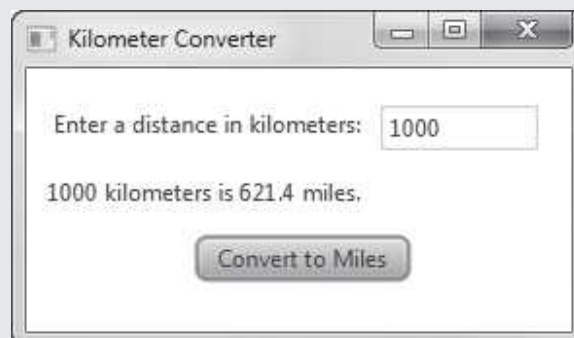 Kilometer Converter
Enter a distance in kilometers: 1000
1000 kilometers is 621.4 miles.
Convert to Miles